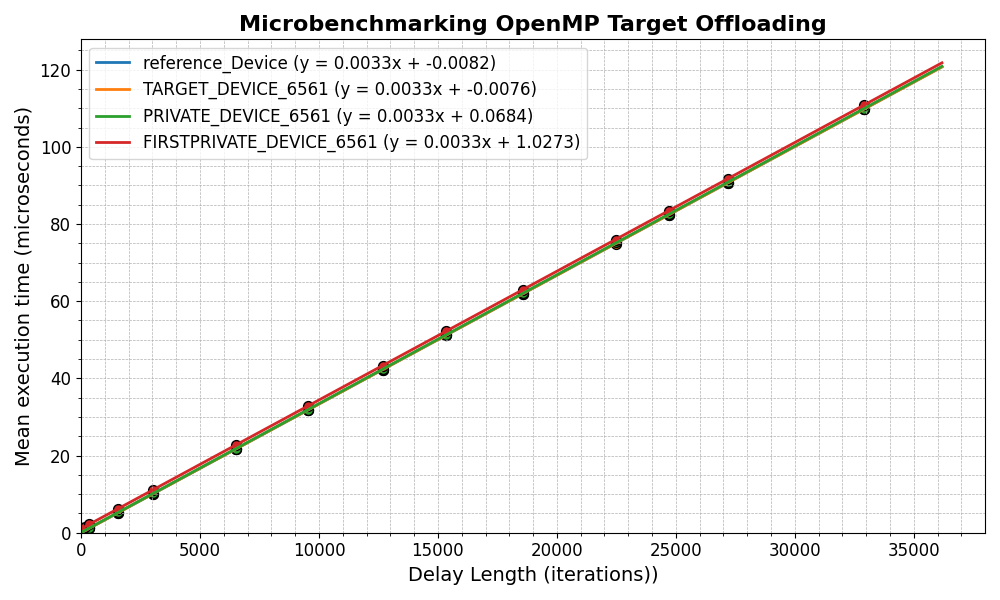 Microbenchmarking OpenMP Target Offloading
reference_Device (y = 0.0033x + -0.0082)
TARGET_DEVICE_6561 (y = 0.0033x + -0.0076)
PRIVATE_DEVICE_6561 (y = 0.0033x + 0.0684)
FIRSTPRIVATE_DEVICE_6561 (y = 0.0033x + 1.0273)
Mean execution time (microseconds)
120
100
80
60
40
20
0
0 5000 10000 15000 20000 25000 30000 35000
Delay Length (iterations))